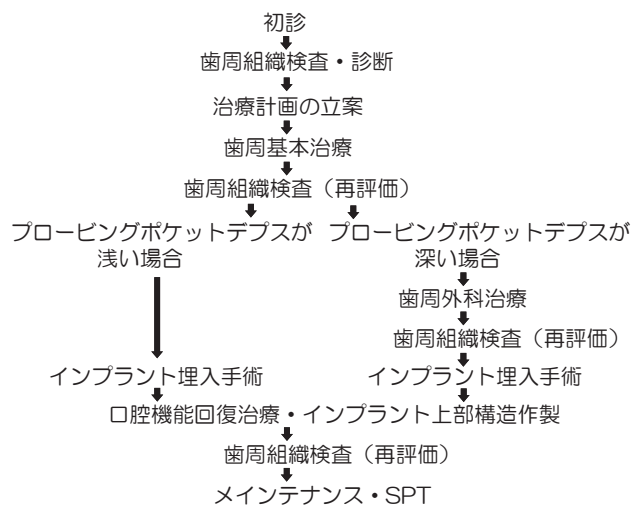 初診
歯周組織検査・診断
治療計画の立案
歯周基本治療
歯周組織検査（再評価）
プロービングポケットデプスが
浅い場合
プロービングポケットデプスが
深い場合
歯周外科治療
歯周組織検査（再評価）
インプラント埋入手術
インプラント埋入手術
口腔機能回復治療・インプラント上部構造作製
歯周組織検査（再評価）
メインテナンス・SPT